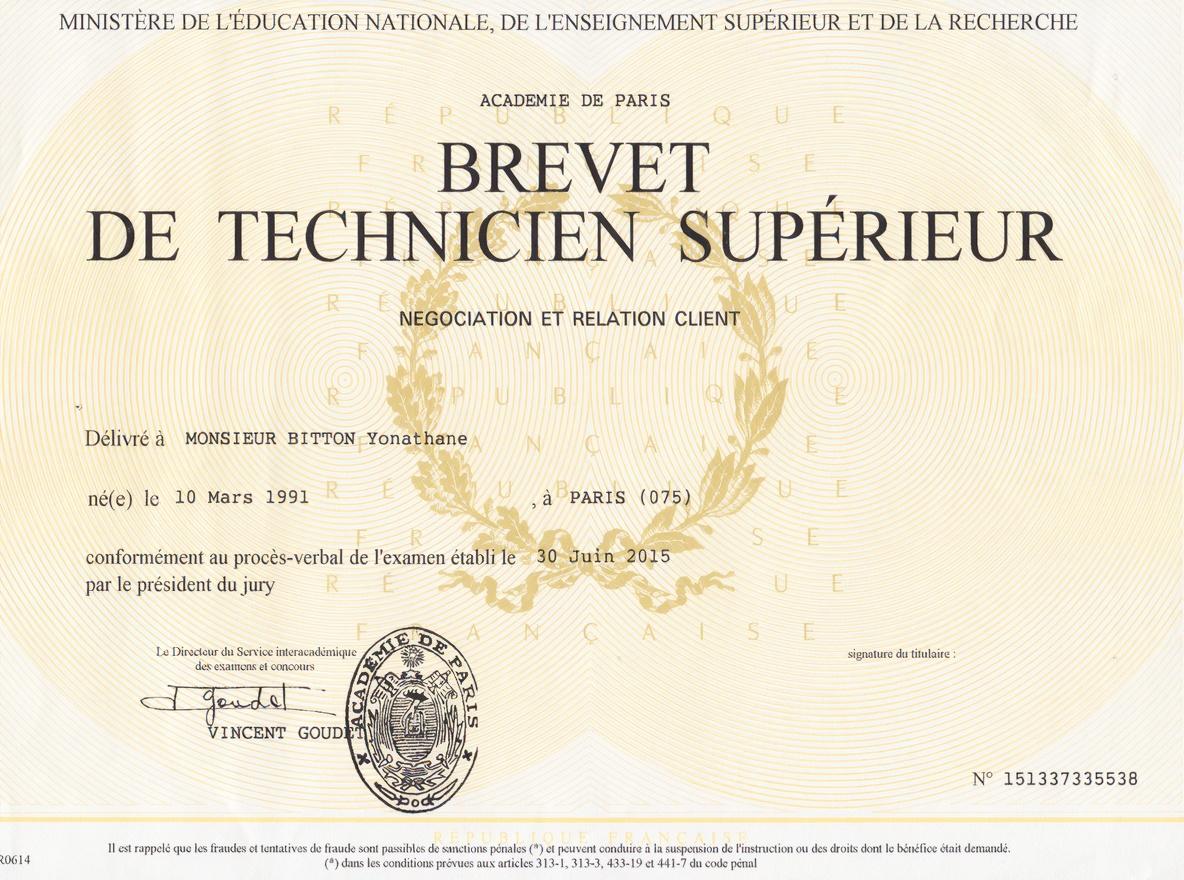 MINISTÈRE DE L'ÉDUCATION NATIONALE, DE L'ENSEIGNEMENT SUPÉRIEUR ET DE LA RECHERCHE
ACADEMIE DE PARIS
BREVET
DE TECHNICIEN SUPÉRIEUR
NEGOCIATION ET RELATION CLIENT
Délivré à MONSIEUR BITTON Yonathane
né(e) le 10 Mars 1991 , à PARIS (075)
conformément au procès-verbal de l'examen établi le 30 Juin 2015
par le président du jury
Le Directeur du Service interacadémique
des examens et concours
signature du titulaire :
Goudet
VINCENT GOUDET
ACADÉMIE DE PARIS
N° 151337335538
RÉPUBLIQUE FRANÇAISE
Il est rappelé que les fraudes et tentatives de fraude sont passibles de sanctions pénales (*) et peuvent conduire à la suspension de l'instruction ou des droits dont le bénéfice était demandé.
R0614
(*) dans les conditions prévues aux articles 313-1, 313-3, 433-19 et 441-7 du code pénal